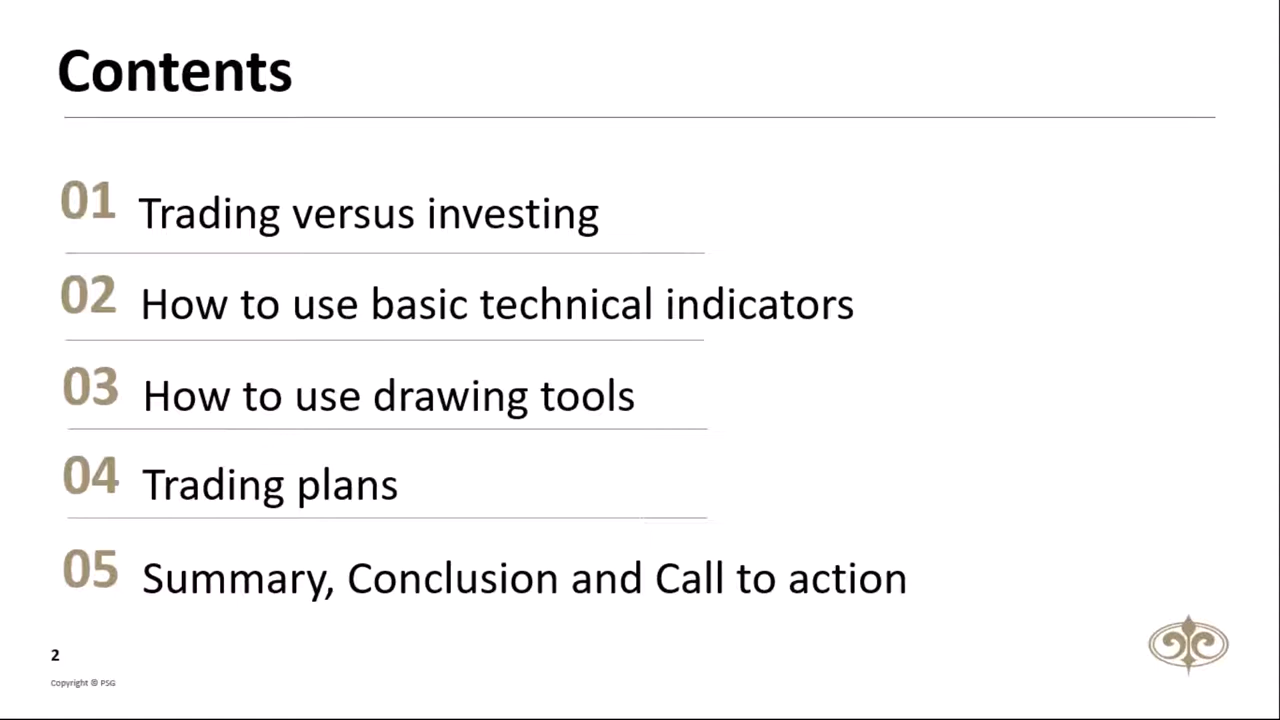 Contents
01 Trading versus investing
02 How to use basic technical indicators
03 How to use drawing tools
04 Trading plans
05 Summary, Conclusion and Call to action
2
Copyright ® PSG